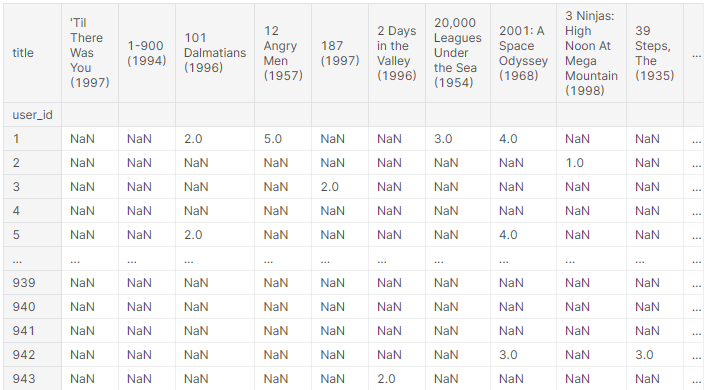 title 'Til There Was You (1997) 1-900 (1994) 101 Dalmatians (1996) 12 Angry Men (1957) 187 (1997) 2 Days in the Valley (1996) 20,000 Leagues Under the Sea (1954) 2001: A Space Odyssey (1968) 3 Ninjas: High Noon At Mega Mountain (1998) 39 Steps, The (1935) ...
user_id
1 NaN NaN 2.0 5.0 NaN NaN 3.0 4.0 NaN NaN ...
2 NaN NaN NaN NaN NaN NaN NaN NaN 1.0 NaN ...
3 NaN NaN NaN NaN 2.0 NaN NaN NaN NaN NaN ...
4 NaN NaN NaN NaN NaN NaN NaN NaN NaN NaN ...
5 NaN NaN 2.0 NaN NaN NaN NaN 4.0 NaN NaN ...
... ... ... ... ... ... ... ... ... ... ... ...
939 NaN NaN NaN NaN NaN NaN NaN NaN NaN NaN ...
940 NaN NaN NaN NaN NaN NaN NaN NaN NaN NaN ...
941 NaN NaN NaN NaN NaN NaN NaN NaN NaN NaN ...
942 NaN NaN NaN NaN NaN NaN NaN 3.0 NaN 3.0 ...
943 NaN NaN NaN NaN NaN 2.0 NaN NaN NaN NaN ...